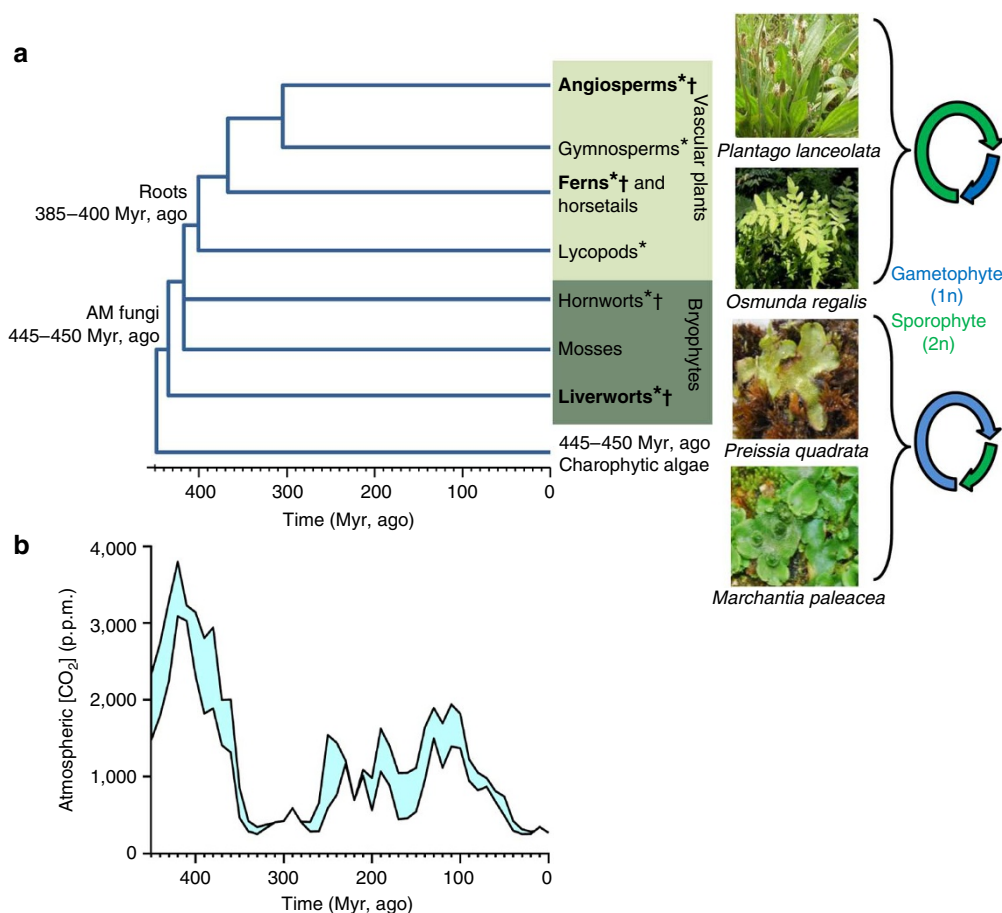 a
Angiosperms*†
Gymnosperms*
Ferns*† and
horsetails
Lycopods*
Hornworts*†
Mosses
Liverworts*†
445–450 Myr, ago
Charophytic algae
Vascular plants
Bryophytes
Roots
385–400 Myr, ago
AM fungi
445–450 Myr, ago
400 300 200 100 0
Time (Myr, ago)
Plantago lanceolata
Osmunda regalis
Gametophyte
(1n)
Sporophyte
(2n)
Preissia quadrata
Marchantia paleacea
b
4,000
3,000
2,000
1,000
0
Atmospheric [CO₂] (p.p.m.)
400 300 200 100 0
Time (Myr, ago)